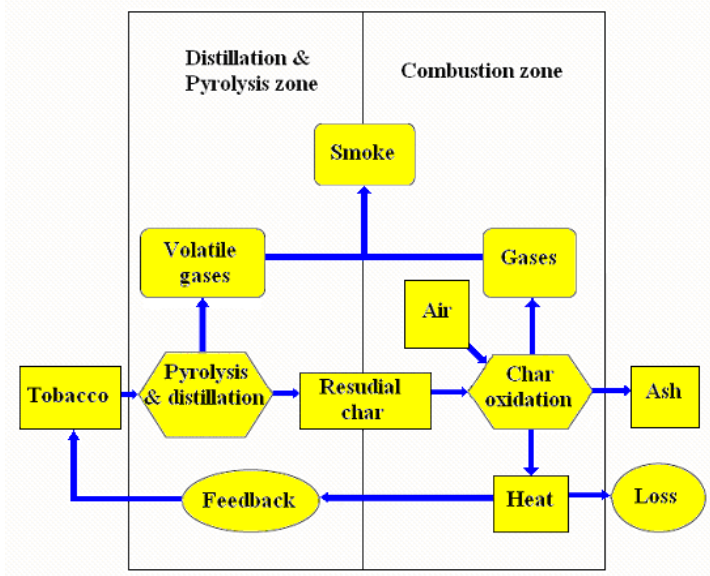 Distillation &
Pyrolysis zone
Combustion zone
Smoke
Volatile
gases
Gases
Air
Tobacco
Pyrolysis
& distillation
Resudial
char
Char
oxidation
Ash
Feedback
Heat
Loss